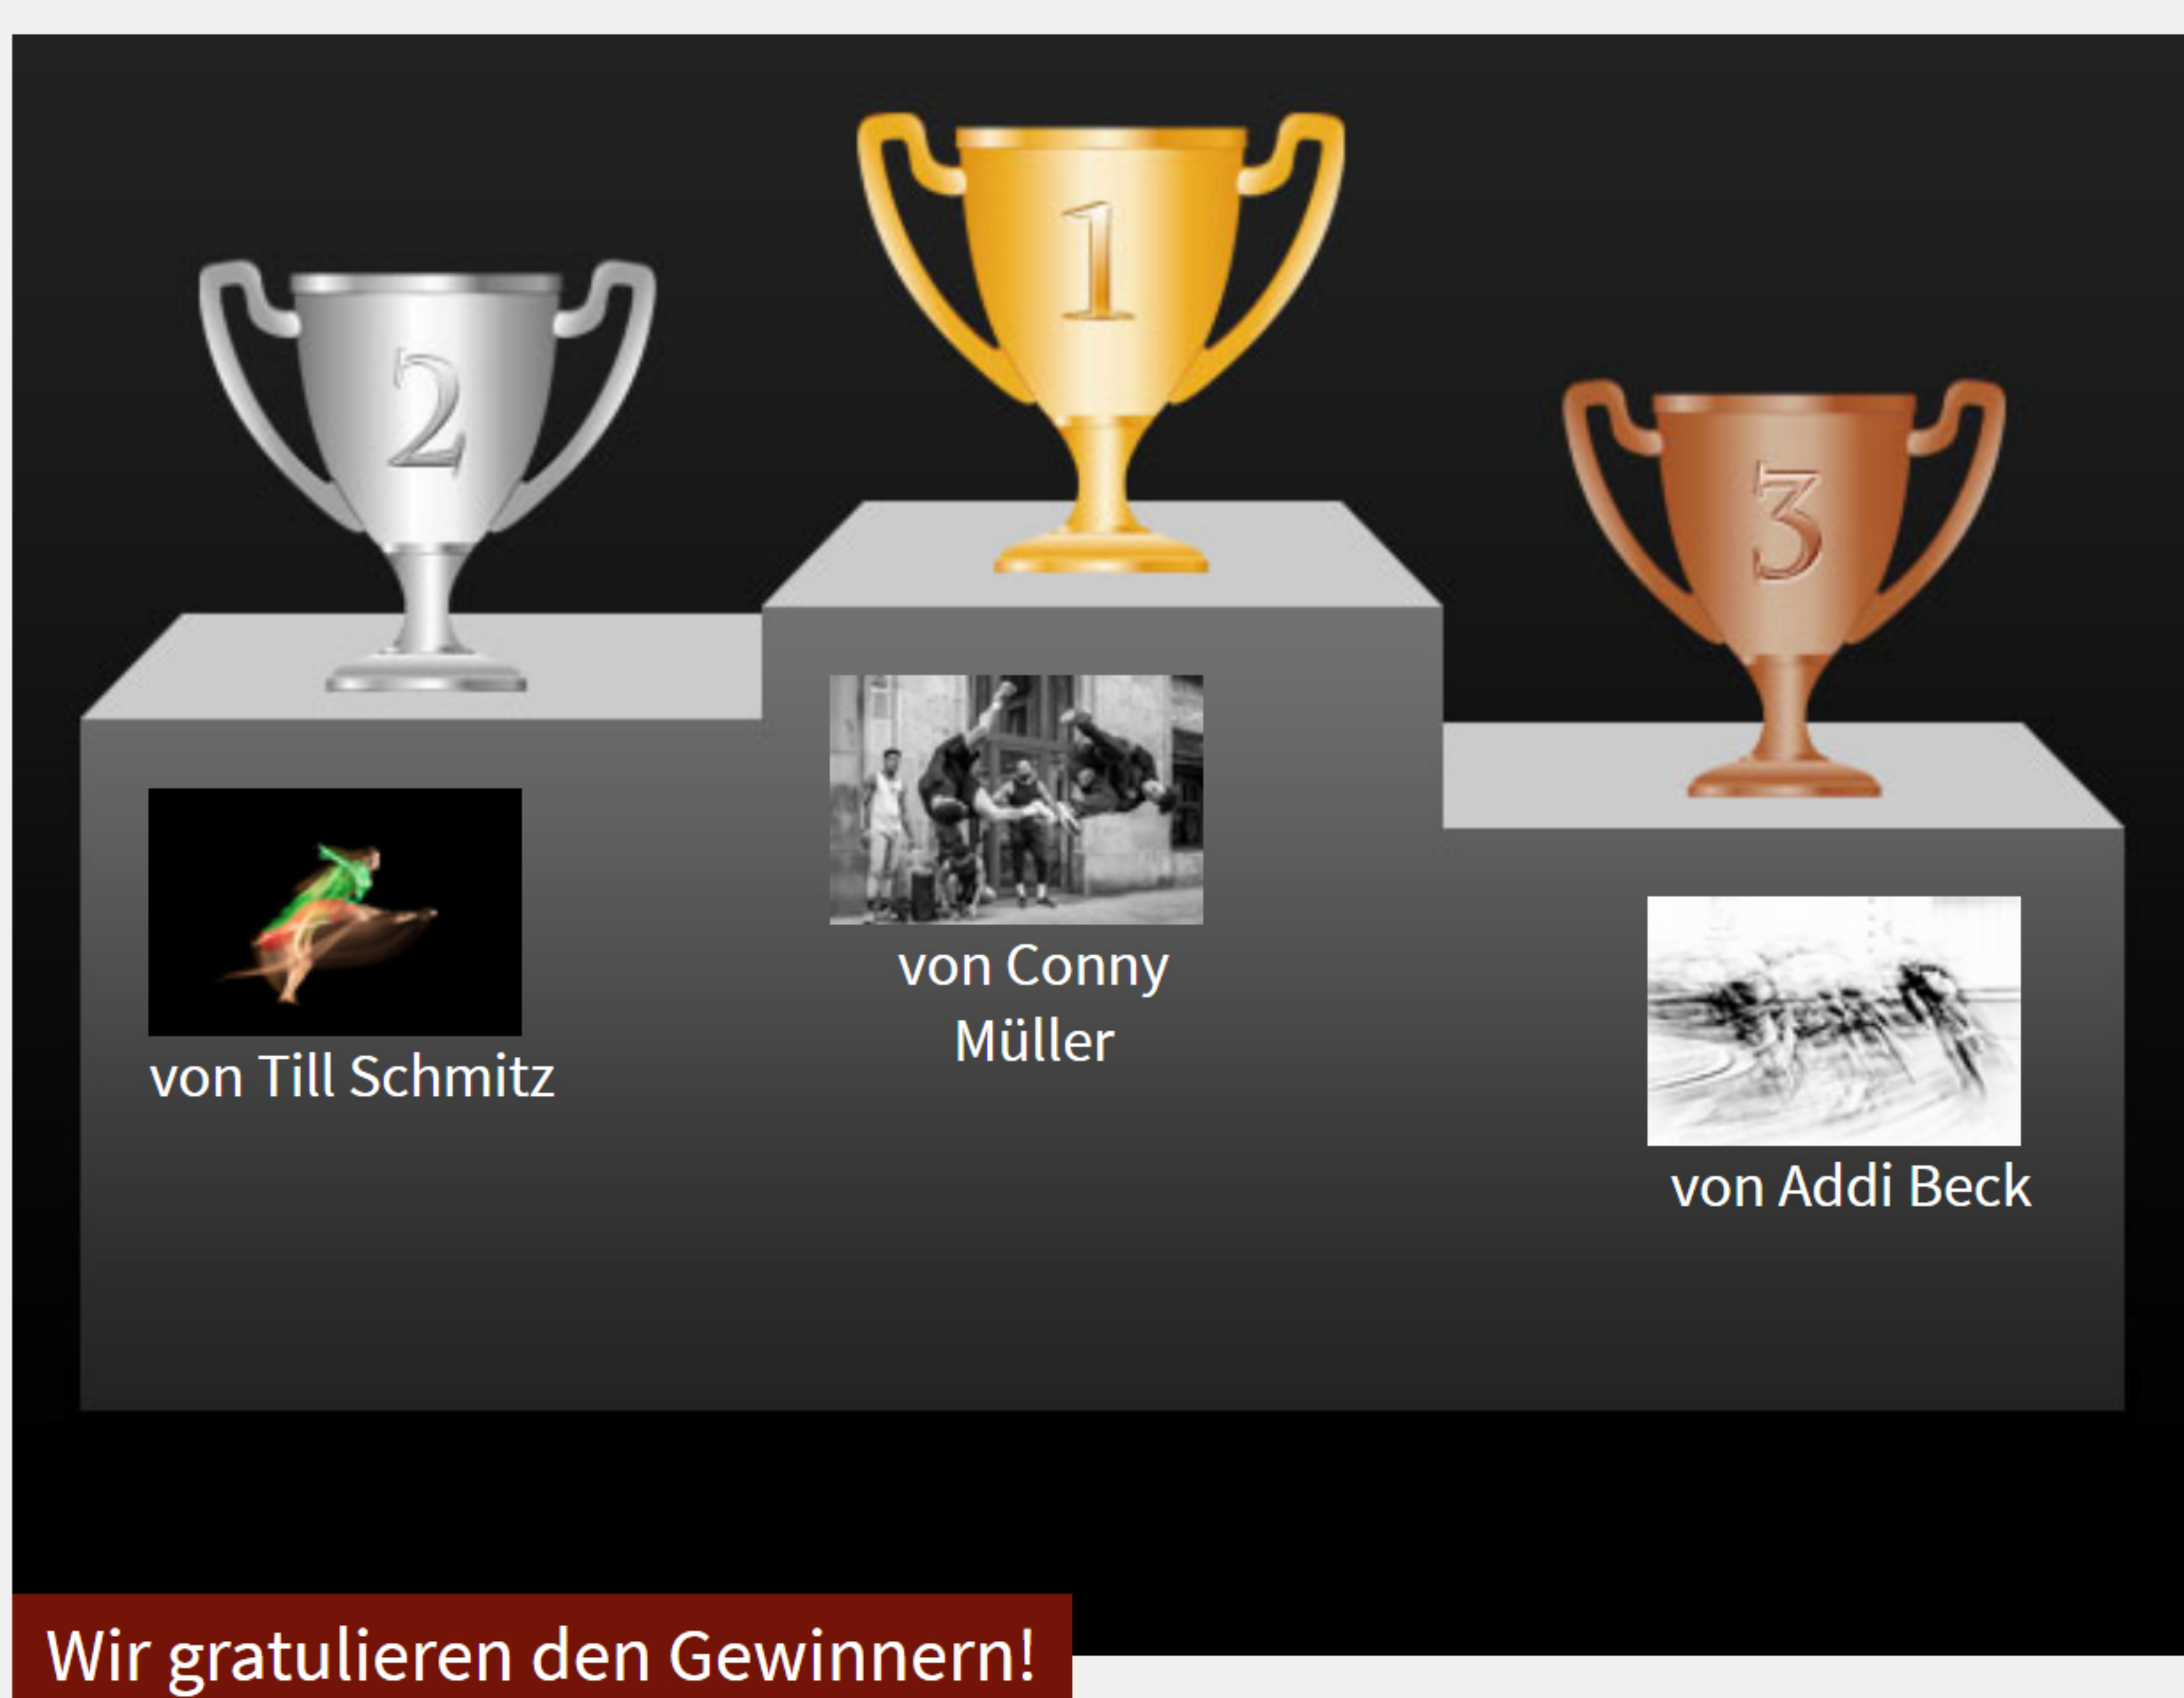 1
2
3
von Conny
Müller
von Till Schmitz
von Addi Beck
Wir gratulieren den Gewinnern!